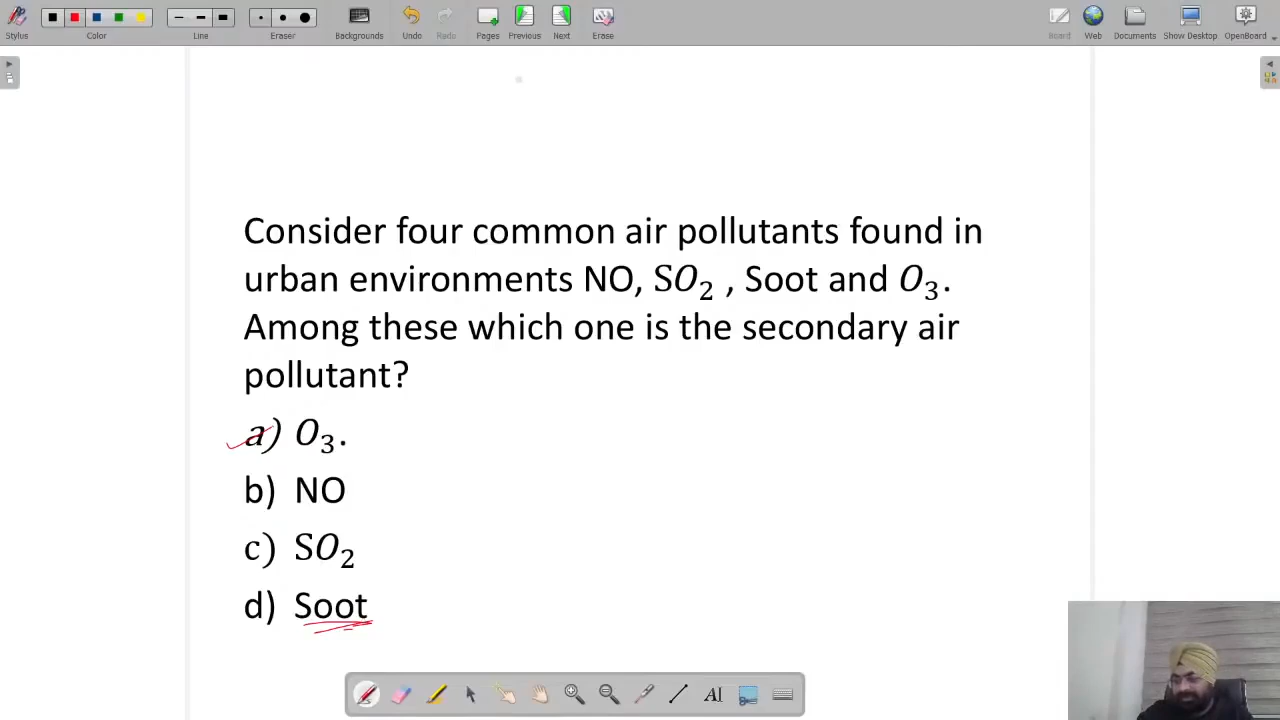 Stylus Color Line Eraser Backgrounds Undo Redo Pages Previous Next Erase Board Web Documents Show Desktop OpenBoard
Consider four common air pollutants found in
urban environments NO, SO₂ , Soot and O₃.
Among these which one is the secondary air
pollutant?
a) O₃.
b) NO
c) SO₂
d) Soot
AI